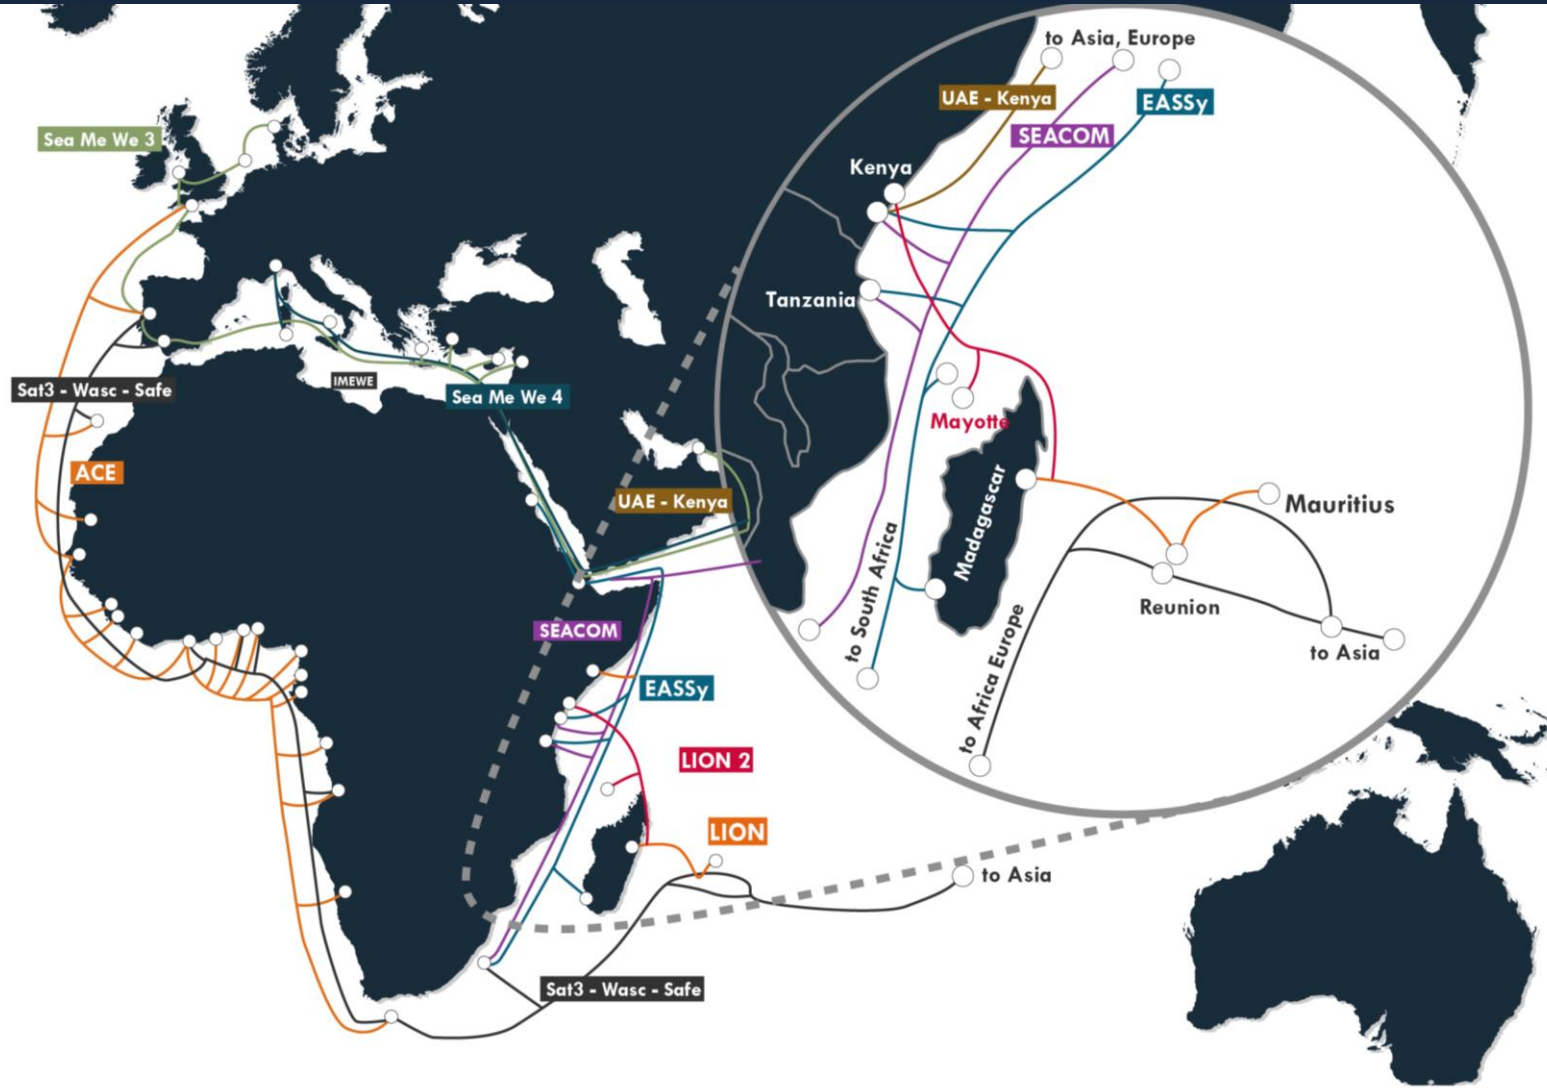 to Asia, Europe
UAE - Kenya
EASSy
SEACOM
Sea Me We 3
Kenya
Tanzania
Sat3 - Wasc - Safe
IMEWE
Sea Me We 4
Mayotte
ACE
UAE - Kenya
Madagascar
Mauritius
to South Africa
Reunion
SEACOM
to Africa Europe
to Asia
EASSy
LION 2
LION
to Asia
Sat3 - Wasc - Safe